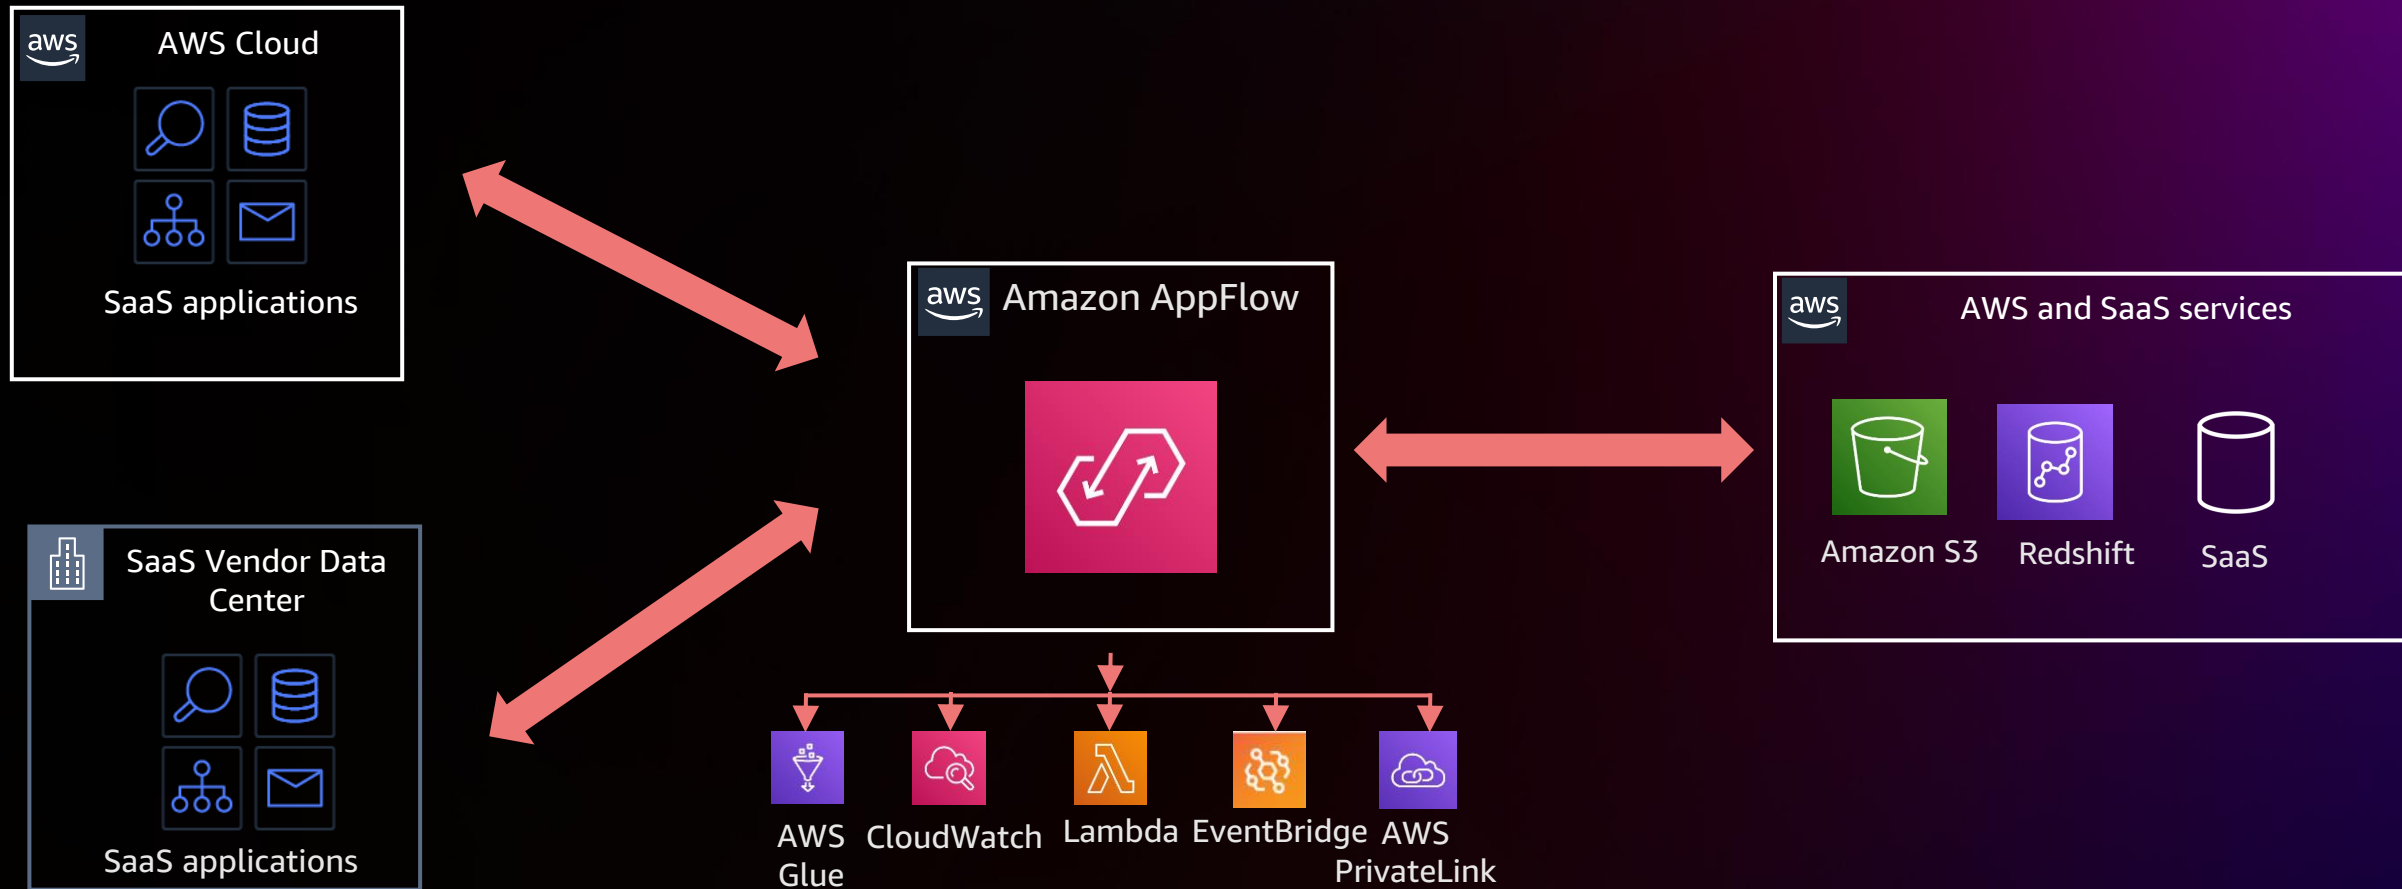 aws
AWS Cloud
SaaS applications
SaaS Vendor Data
Center
SaaS applications
aws
Amazon AppFlow
AWS
Glue
CloudWatch
Lambda
EventBridge
AWS
PrivateLink
aws
AWS and SaaS services
Amazon S3
Redshift
SaaS